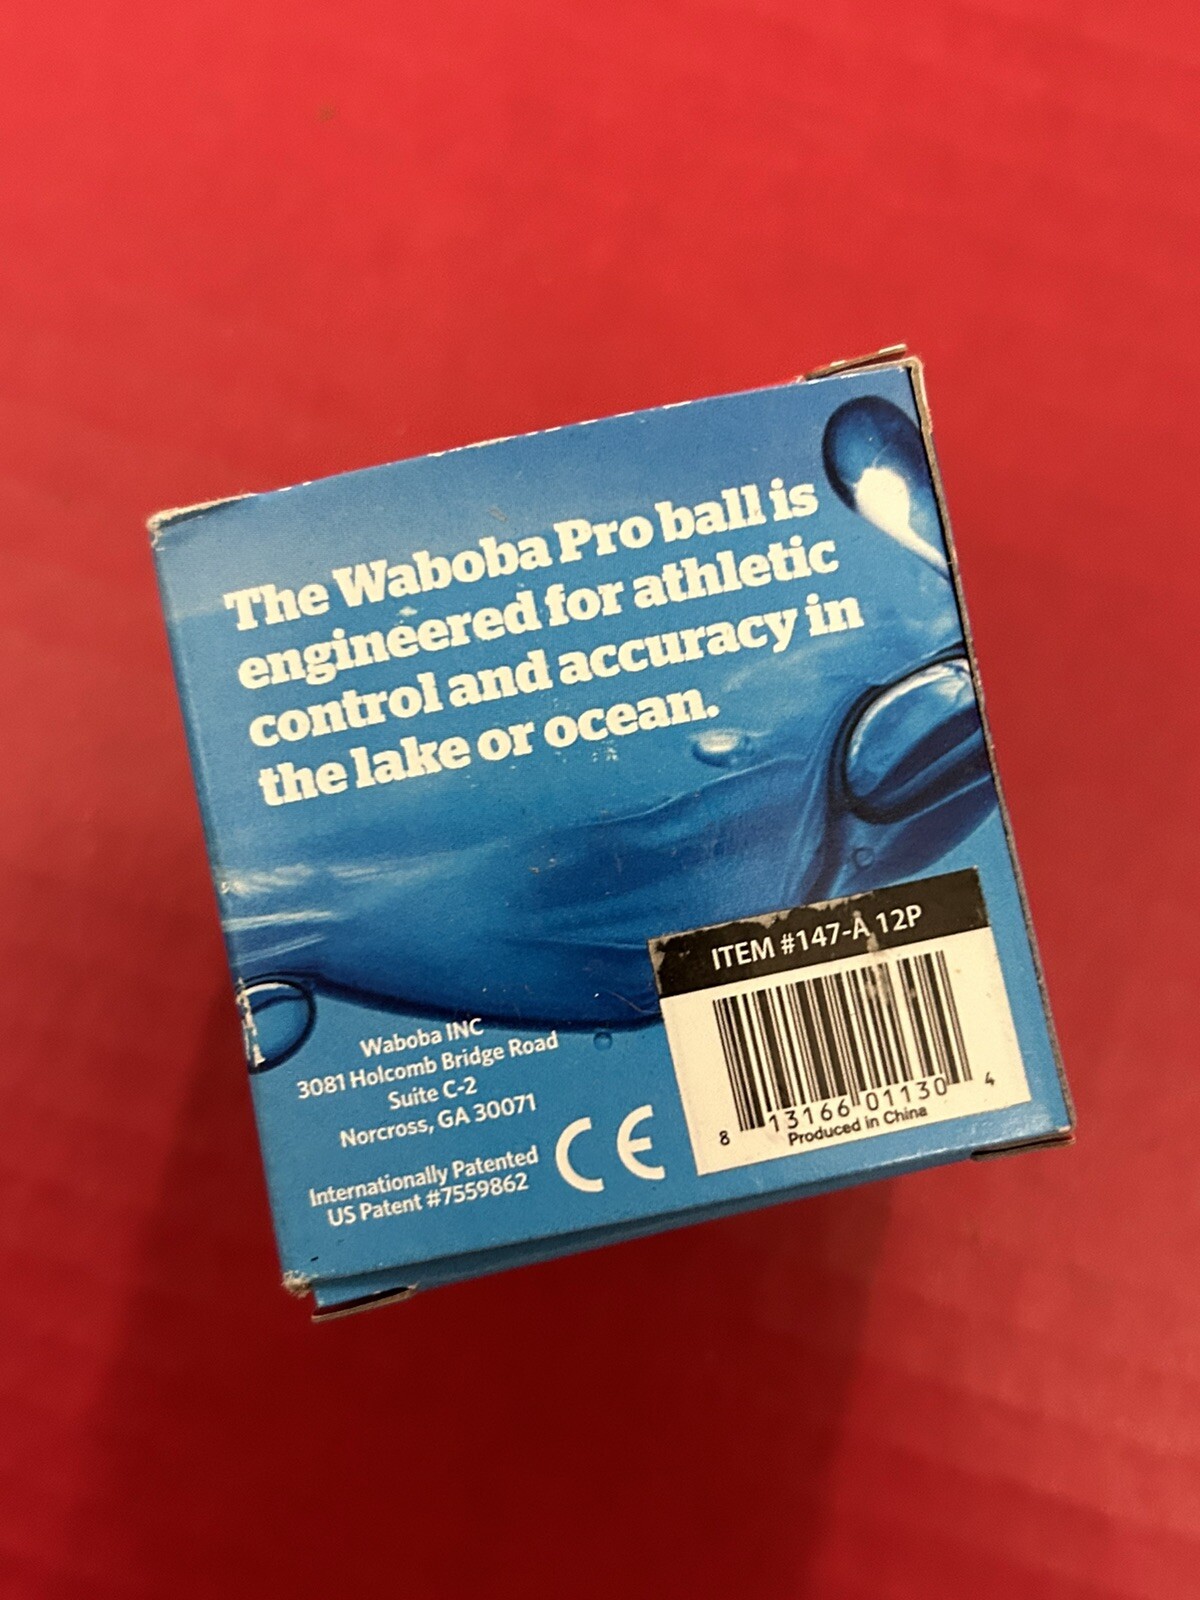 The Waboba Pro ball is
engineered for athletic
control and accuracy in
the lake or ocean.
Waboba INC
3081 Holcomb Bridge Road
Suite C-2
Norcross, GA 30071
Internationally Patented
US Patent #7559862
CE
ITEM #147-A 12P
8 13166 01130 4
Produced in China